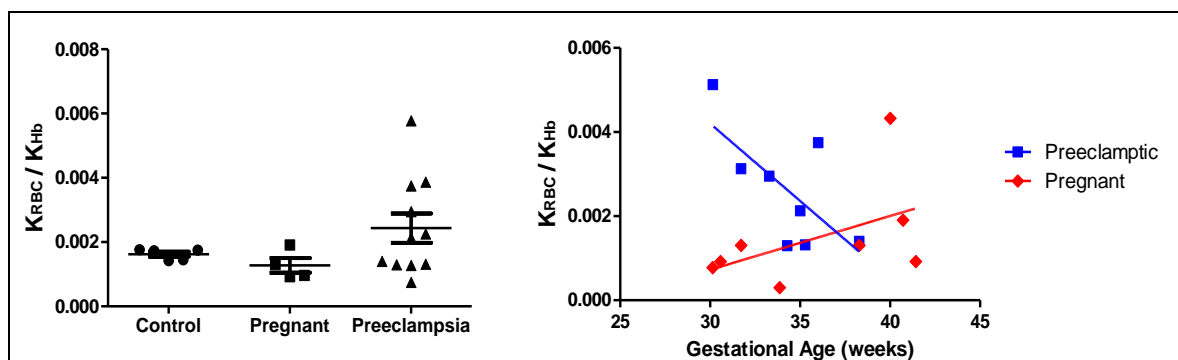 0.008
0.006
0.004
0.002
0.000
KRBC / KHb
Control Pregnant Preeclampsia
0.006
0.004
0.002
0.000
KRBC / KHb
25 30 35 40 45
Gestational Age (weeks)
Preeclamptic
Pregnant